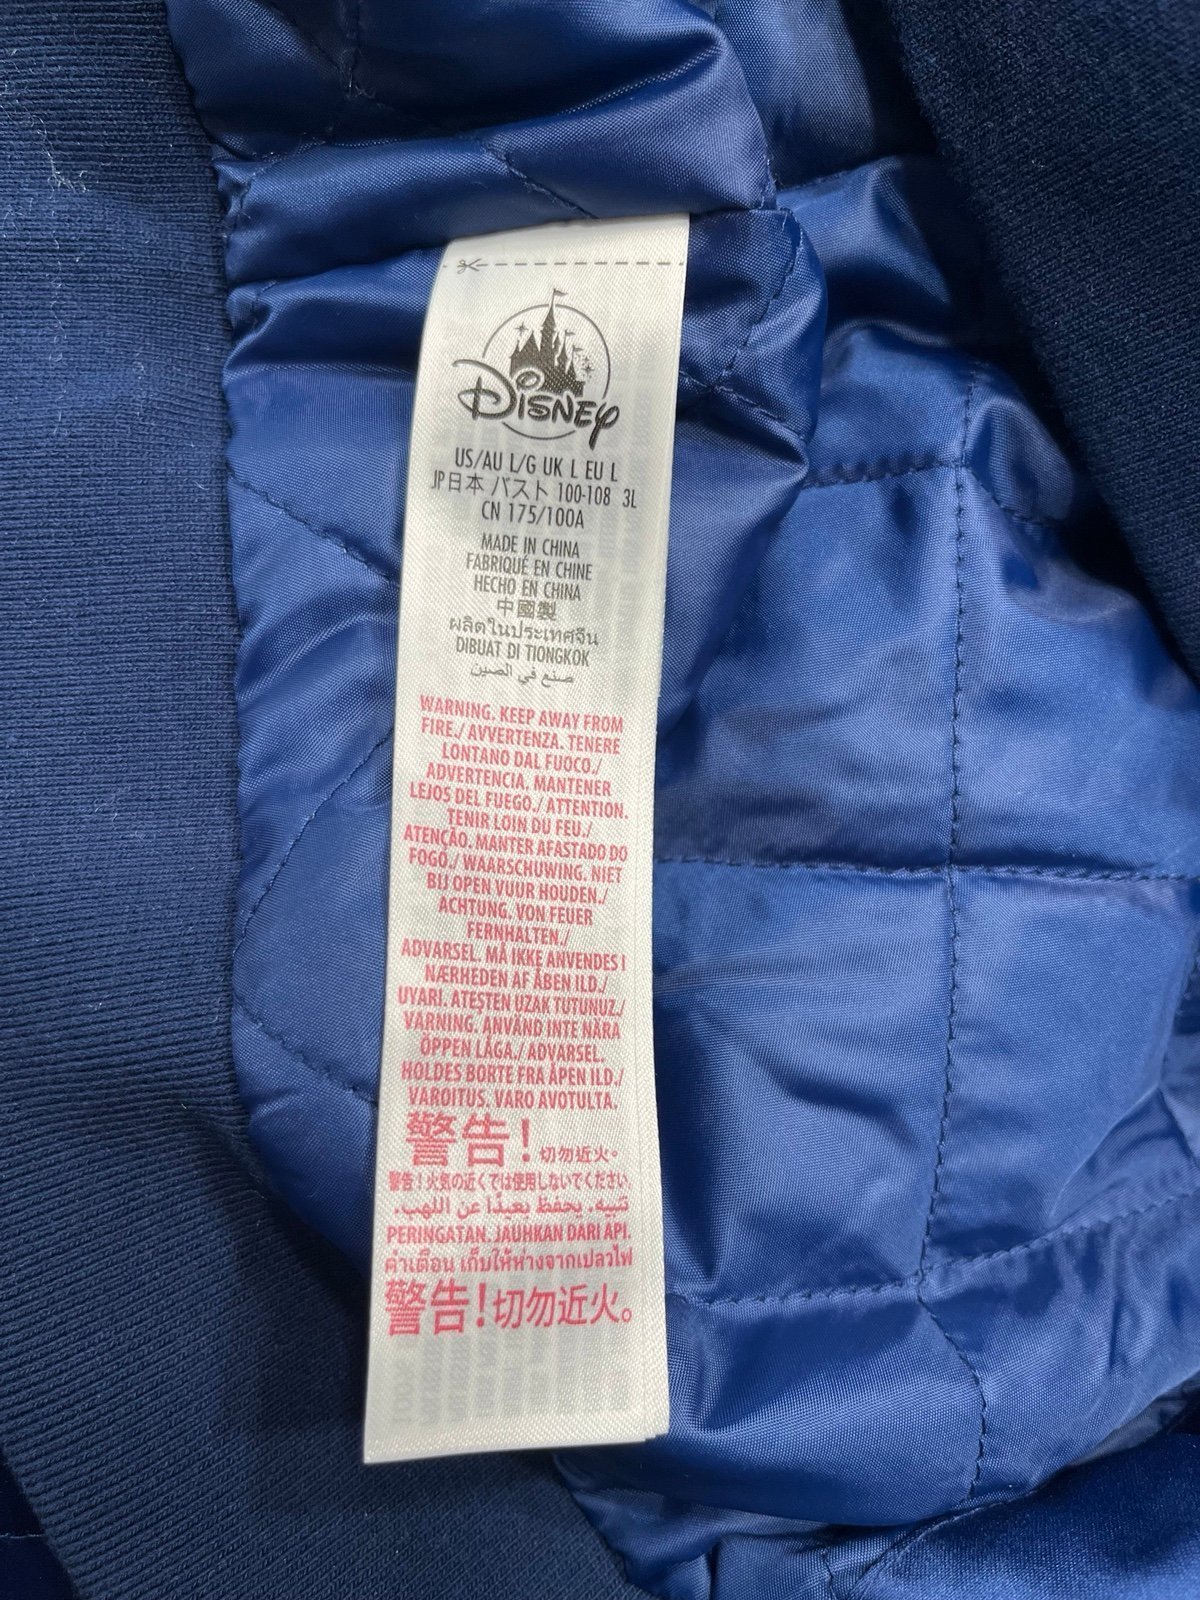 Disney
US/AU L/G UK L EU L
JP日本 バスト 100-108 3L
CN 175/100A
MADE IN CHINA
FABRIQUÉ EN CHINE
HECHO EN CHINA
中國製
ผลิตในประเทศจีน
DIBUAT DI TIONGKOK
صنع في الصين
WARNING. KEEP AWAY FROM
FIRE./ AVVERTENZA. TENERE
LONTANO DAL FUOCO./
ADVERTENCIA. MANTENER
LEJOS DEL FUEGO./ ATTENTION.
TENIR LOIN DU FEU./
ATENÇÃO. MANTER AFASTADO DO
FOGO./ WAARSCHUWING. NIET
BIJ OPEN VUUR HOUDEN./
ACHTUNG. VON FEUER
FERNHALTEN./
ADVARSEL. MÅ IKKE ANVENDES I
NÆRHEDEN AF ÅBEN ILD./
UYARI. ATEŞTEN UZAK TUTUNUZ./
VARNING. ANVÄND INTE NÄRA
ÖPPEN LÅGA./ ADVARSEL.
HOLDES BORTE FRA ÅPEN ILD./
VAROITUS. VARO AVOTULTA.
警告! 切勿近火。
警告!火気の近くでは使用しないでください
تنبيه. يحفظ بعيدًا عن اللهب.
PERINGATAN. JAUHKAN DARI API.
คำเตือน เก็บให้ห่างจากเปลวไฟ
警告!切勿近火。